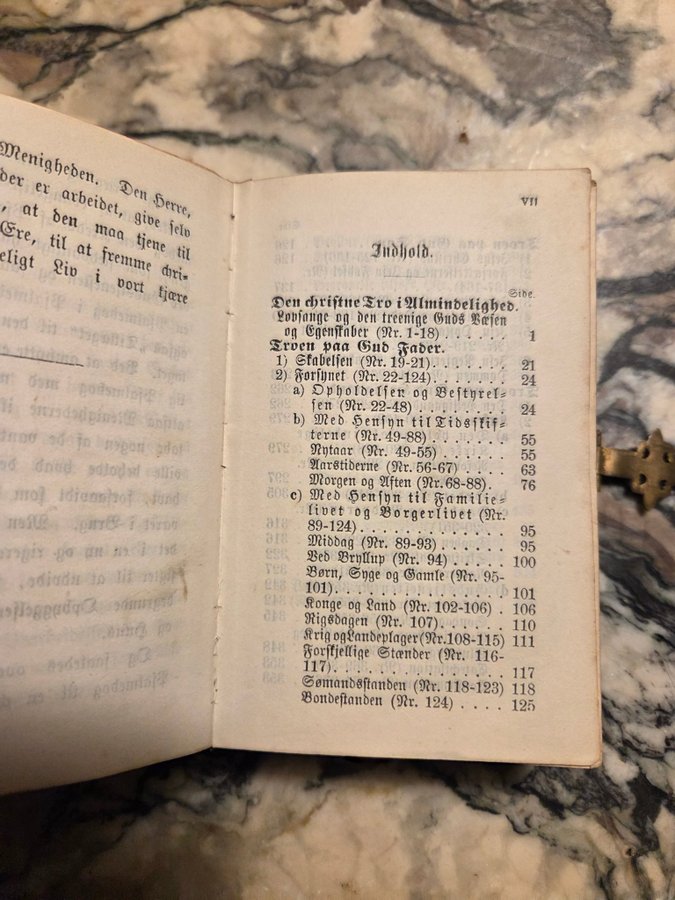 Menigheden. Den Herre,
der er arbeidet, give selv
, at den maa tjene til
Ære, til at fremme chri-
eligt Liv i vort kjære
VII
Indhold.
Side.
Den christne Tro i Almindelighed.
Lovsange og den treenige Guds Væsen
og Egenskaber (Nr. 1-18) . . . . . . 1
Troen paa Gud Fader.
1) Skabelsen (Nr. 19-21) . . . . . . 21
2) Forsynet (Nr. 22-124) . . . . . . 24
a) Opholdelsen og Bestyrel-
sen (Nr. 22-48) . . . . . . 24
b) Med Hensyn til Tidsskif-
terne (Nr. 49-88) . . . . . . 55
Nytaar (Nr. 49-55) . . . . . 55
Aarstiderne (Nr. 56-67) . . . . 63
Morgen og Aften (Nr. 68-88) . 76
c) Med Hensyn til Familie-
livet og Borgerlivet (Nr.
89-124) . . . . . . . . . 95
Middag (Nr. 89-93) . . . . . 95
Ved Bryllup (Nr. 94) . . . . 100
Børn, Syge og Gamle (Nr. 95-
101) . . . . . . . . . . 101
Konge og Land (Nr. 102-106) . 106
Rigsdagen (Nr. 107) . . . . . 110
Krig og Landeplager (Nr. 108-115) 111
Forskjellige Stænder (Nr. 116-
117) . . . . . . . . . . 117
Sømandsstanden (Nr. 118-123) 118
Bondestanden (Nr. 124) . . . . 125